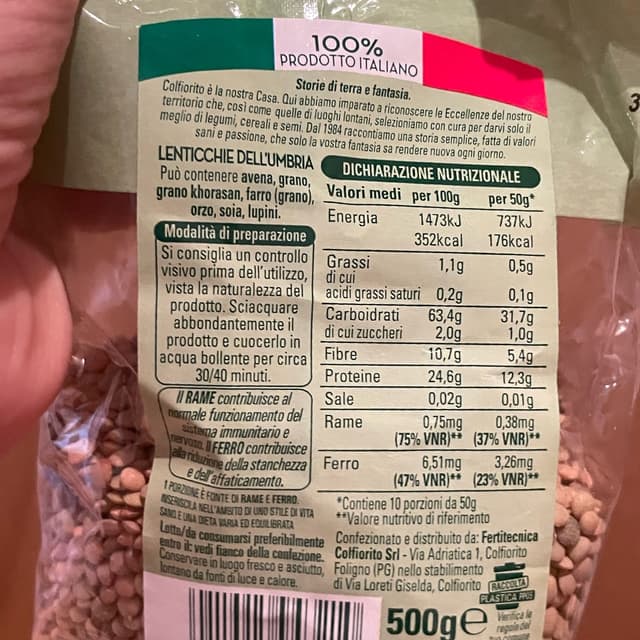 100%
PRODOTTO ITALIANO
Storie di terra e fantasia.
Colfiorito è la nostra Casa. Qui abbiamo imparato a riconoscere le Eccellenze del nostro
territorio che, così come quelle di luoghi lontani, selezioniamo con cura per darvi solo il
meglio di legumi, cereali e semi. Dal 1984 raccontiamo una storia semplice, fatta di valori
sani e passione, che solo la vostra fantasia sa rendere nuova ogni giorno.
LENTICCHIE DELL'UMBRIA
Può contenere avena, grano,
grano khorasan, farro (grano),
orzo, soia, lupini.
Modalità di preparazione
Si consiglia un controllo
visivo prima dell'utilizzo,
vista la naturalezza del
prodotto. Sciacquare
abbondantemente il
prodotto e cuocerlo in
acqua bollente per circa
30/40 minuti.
Il RAME contribuisce al
normale funzionamento del
sistema immunitario e
nervoso. Il FERRO contribuisce
alla riduzione della stanchezza
e dell'affaticamento.
1 PORZIONE È FONTE DI RAME E FERRO.
INSERISCILA NELL'AMBITO DI UNO STILE DI VITA
SANO E UNA DIETA VARIA ED EQUILIBRATA
Lotto/da consumarsi preferibilmente
entro il: vedi fianco della confezione.
Conservare in luogo fresco e asciutto,
lontano da fonti di luce e calore.
DICHIARAZIONE NUTRIZIONALE
Valori medi per 100g per 50g*
Energia 1473kJ 737kJ
352kcal 176kcal
Grassi 1,1g 0,5g
di cui
acidi grassi saturi 0,2g 0,1g
Carboidrati 63,4g 31,7g
di cui zuccheri 2,0g 1,0g
Fibre 10,7g 5,4g
Proteine 24,6g 12,3g
Sale 0,02g 0,01g
Rame 0,75mg 0,38mg
(75% VNR)** (37% VNR)**
Ferro 6,51mg 3,26mg
(47% VNR)** (23% VNR)**
*Contiene 10 porzioni da 50g
**Valore nutritivo di riferimento
Confezionato e distribuito da: Fertitecnica
Colfiorito Srl - Via Adriatica 1, Colfiorito
Foligno (PG) nello stabilimento
di Via Loreti Giselda, Colfiorito
RACCOLTA
PLASTICA PP05
Verifica le
regole del
500g e
3